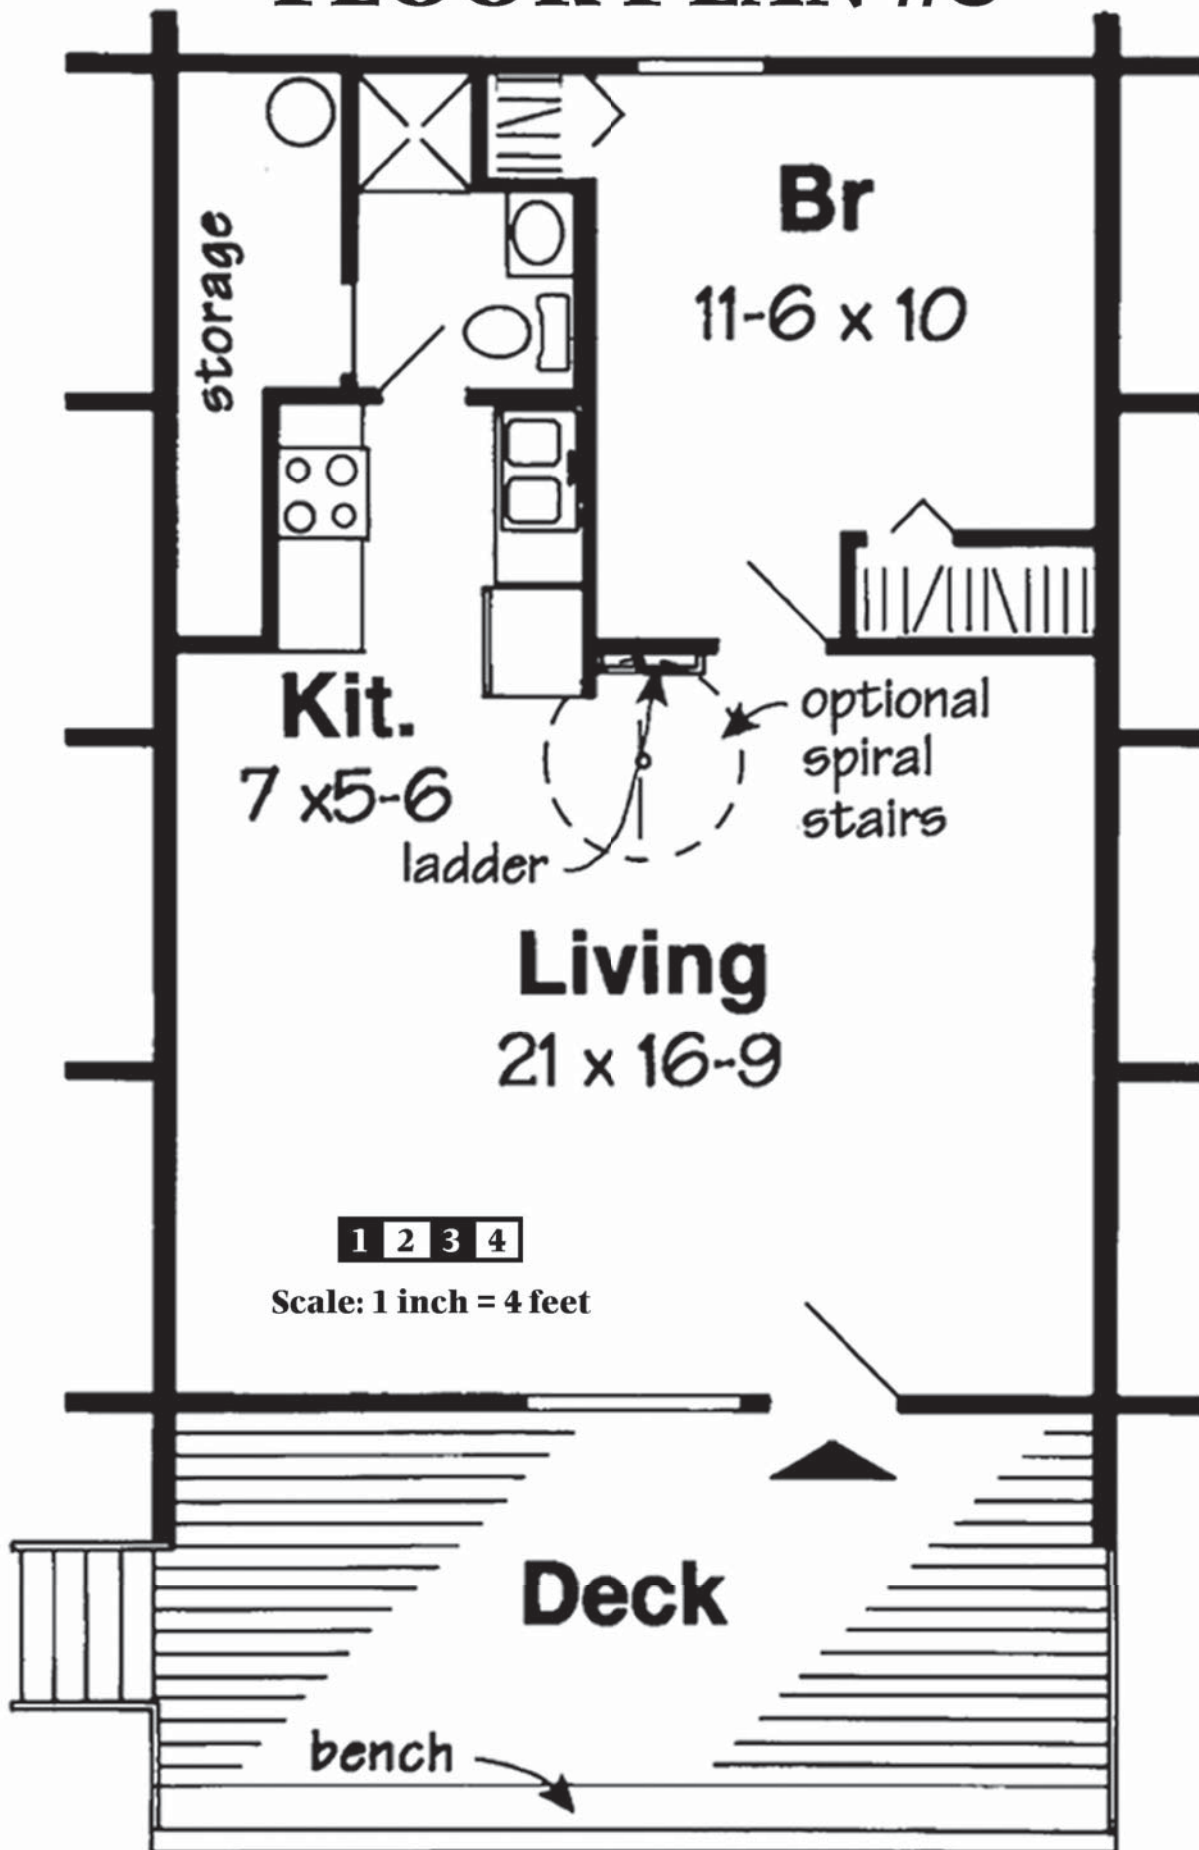 Br
11-6 x 10
storage
Kit.
7 x5-6
optional
spiral
stairs
ladder
Living
21 x 16-9
1 2 3 4
Scale: 1 inch = 4 feet
Deck
bench